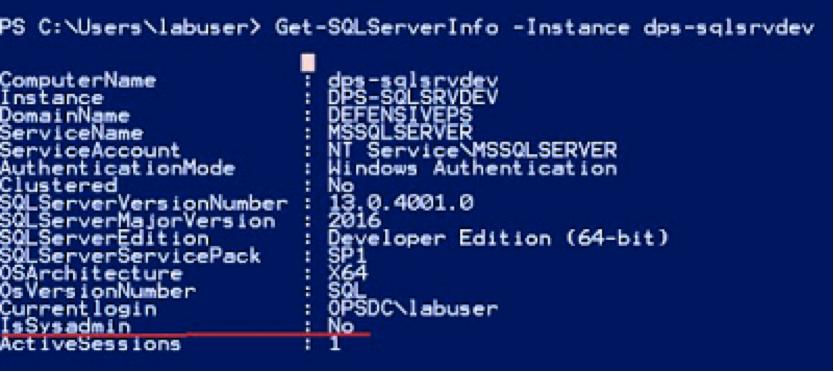 PS C:\Users\labuser> Get-SQLServerInfo -Instance dps-sqlsrvdev
ComputerName : dps-sqlsrvdev
Instance : DPS-SQLSRVDEV
DomainName : DEFENSIVEPS
ServiceName : MSSQLSERVER
ServiceAccount : NT Service\MSSQLSERVER
AuthenticationMode : Windows Authentication
Clustered : No
SQLServerVersionNumber : 13.0.4001.0
SQLServerMajorVersion : 2016
SQLServerEdition : Developer Edition (64-bit)
SQLServerServicePack : SP1
OSArchitecture : X64
OsVersionNumber : SQL
Currentlogin : OPSDC\labuser
IsSysadmin : No
ActiveSessions : 1